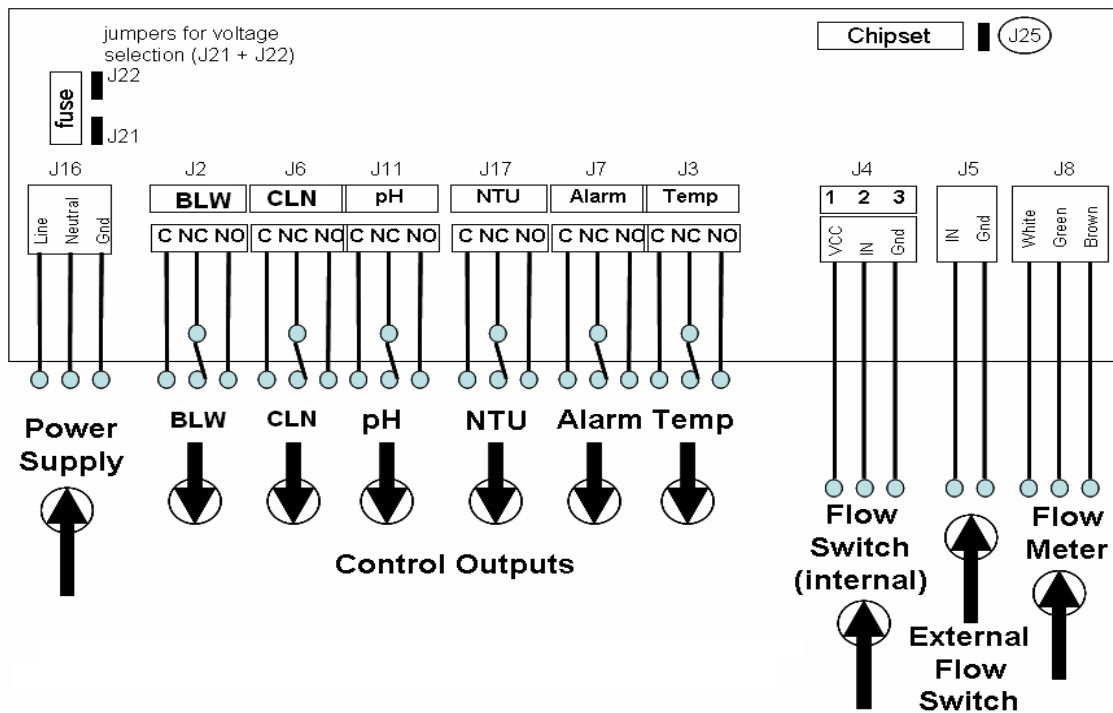 jumpers for voltage
selection (J21 + J22)
Chipset
J25
fuse
J22
J21
J16
J2
J6
J11
J17
J7
J3
J4
J5
J8
BLW
CLN
pH
NTU
Alarm
Temp
1 2 3
Line
Neutral
Gnd
C NC NO
C NC NO
C NC NO
C NC NO
C NC NO
C NC NO
VCC
IN
Gnd
IN
Gnd
White
Green
Brown
Power
Supply
BLW
CLN
pH
NTU
Alarm
Temp
Control Outputs
Flow
Switch
(internal)
External
Flow
Switch
Flow
Meter